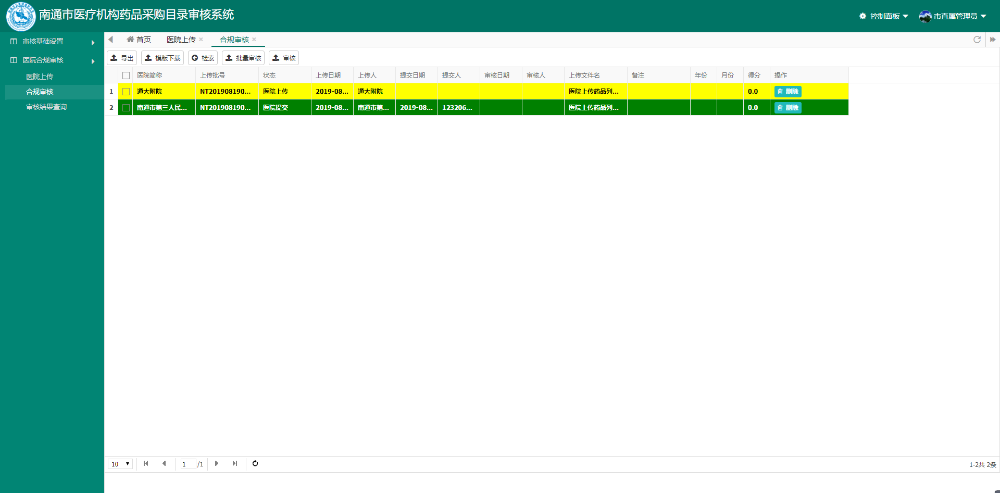 南通市医疗机构药品采购目录审核系统
控制面板
市直属管理员
审核基础设置
医院合规审核
医院上传
合规审核
审核结果查询
首页 医院上传 × 合规审核 ×
导出 模版下载 检索 批量审核 审核
医院简称 上传批号 状态 上传日期 上传人 提交日期 提交人 审核日期 审核人 上传文件名 备注 年份 月份 得分 操作
1 通大附院 NT201908190... 医院上传 2019-08... 通大附院 医院上传药品列... 0.0 删除
2 南通市第三人民... NT201908190... 医院提交 2019-08... 南通市第... 2019-08... 123206... 医院上传药品列... 0.0 删除
10 1 /1
1-2共 2条